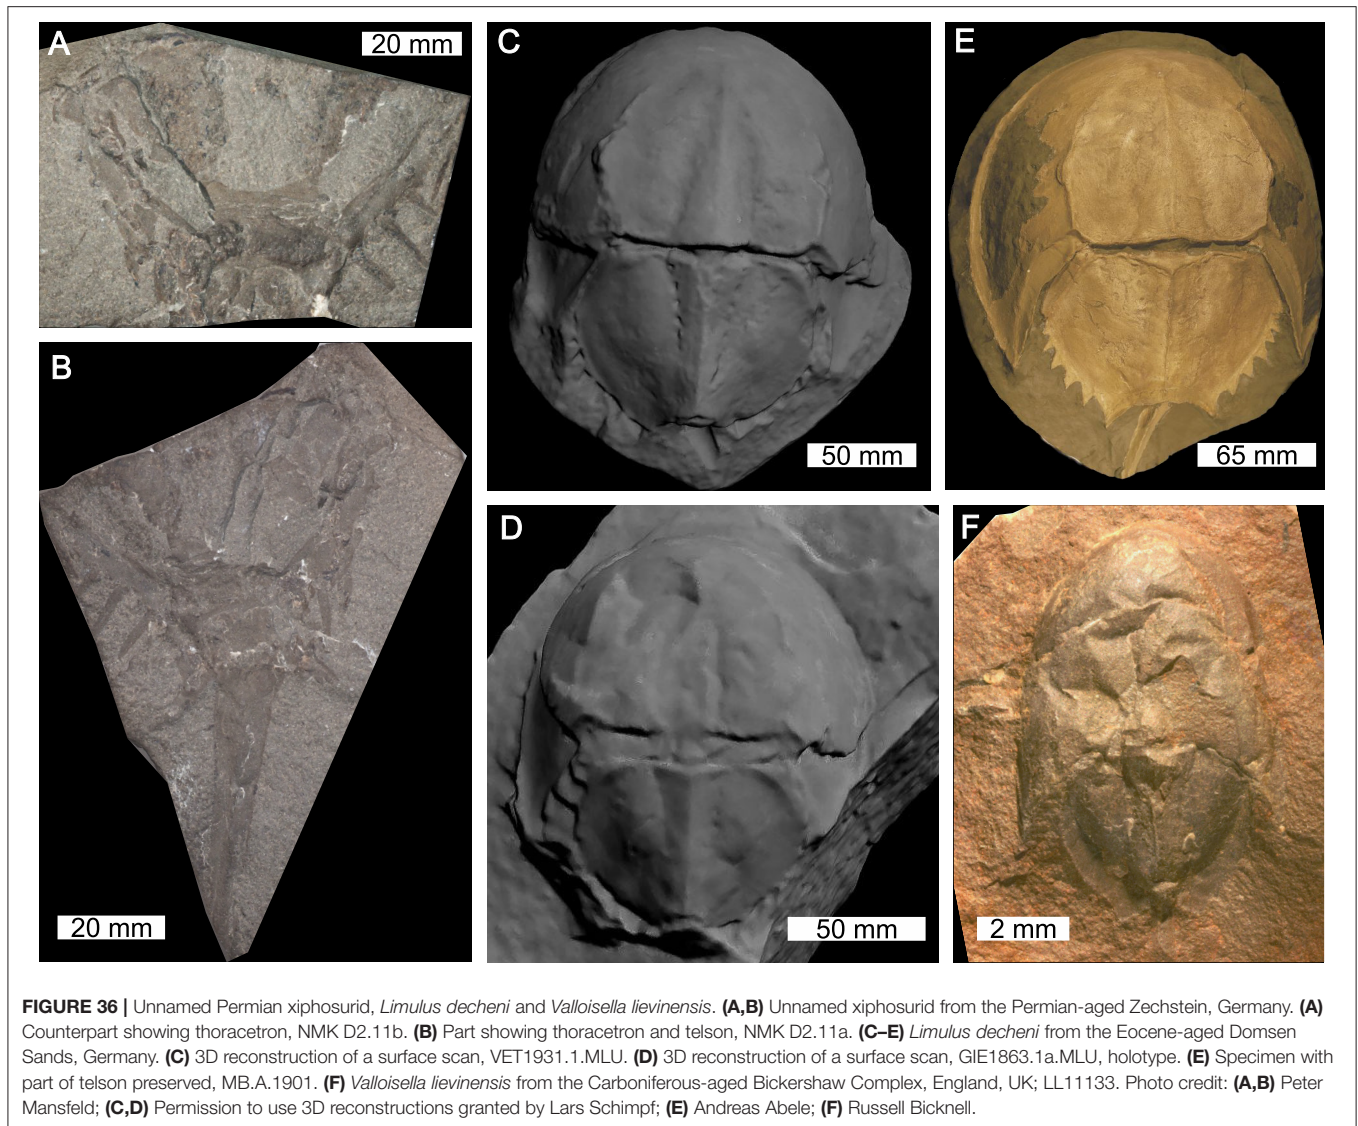 A
20 mm
B
20 mm
C
50 mm
D
50 mm
E
65 mm
F
2 mm
FIGURE 36 | Unnamed Permian xiphosurid, Limulus decheni and Valloisella lievinensis. (A,B) Unnamed xiphosurid from the Permian-aged Zechstein, Germany. (A)
Counterpart showing thoracetron, NMK D2.11b. (B) Part showing thoracetron and telson, NMK D2.11a. (C–E) Limulus decheni from the Eocene-aged Domsen
Sands, Germany. (C) 3D reconstruction of a surface scan, VET1931.1.MLU. (D) 3D reconstruction of a surface scan, GIE1863.1a.MLU, holotype. (E) Specimen with
part of telson preserved, MB.A.1901. (F) Valloisella lievinensis from the Carboniferous-aged Bickershaw Complex, England, UK; LL11133. Photo credit: (A,B) Peter
Mansfeld; (C,D) Permission to use 3D reconstructions granted by Lars Schimpf; (E) Andreas Abele; (F) Russell Bicknell.